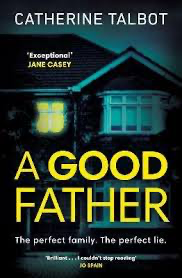 CATHERINE TALBOT
'Exceptional'
JANE CASEY
A GOOD
FATHER
The perfect family. The perfect lie.
'Brilliant . . . I couldn't stop reading'
JO SPAIN